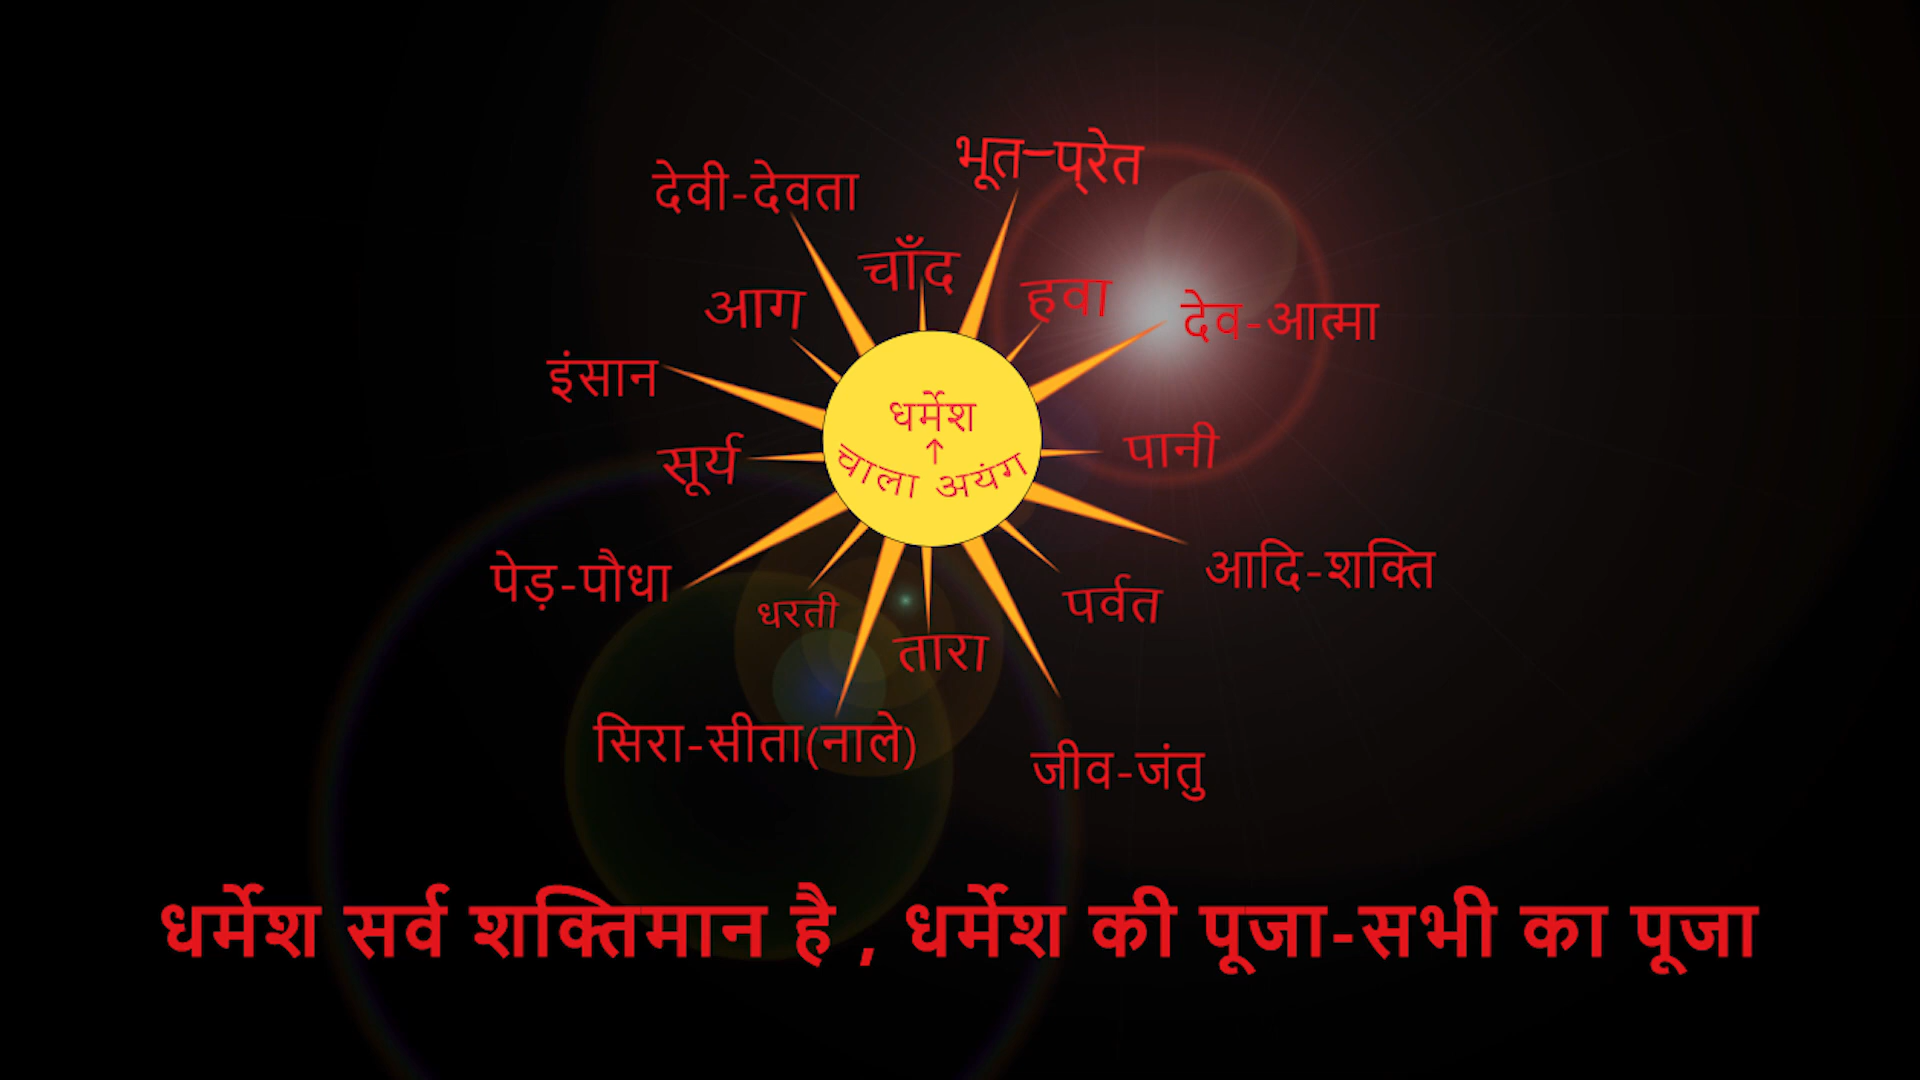 भूत-प्रेत
देवी-देवता
चाँद
हवा
आग
देव-आत्मा
इंसान
धर्मेश
↑
चाला अयंग
सूर्य
पानी
पेड़-पौधा
आदि-शक्ति
धरती
पर्वत
तारा
सिरा-सीता(नाले)
जीव-जंतु
धर्मेश सर्व शक्तिमान है , धर्मेश की पूजा-सभी का पूजा